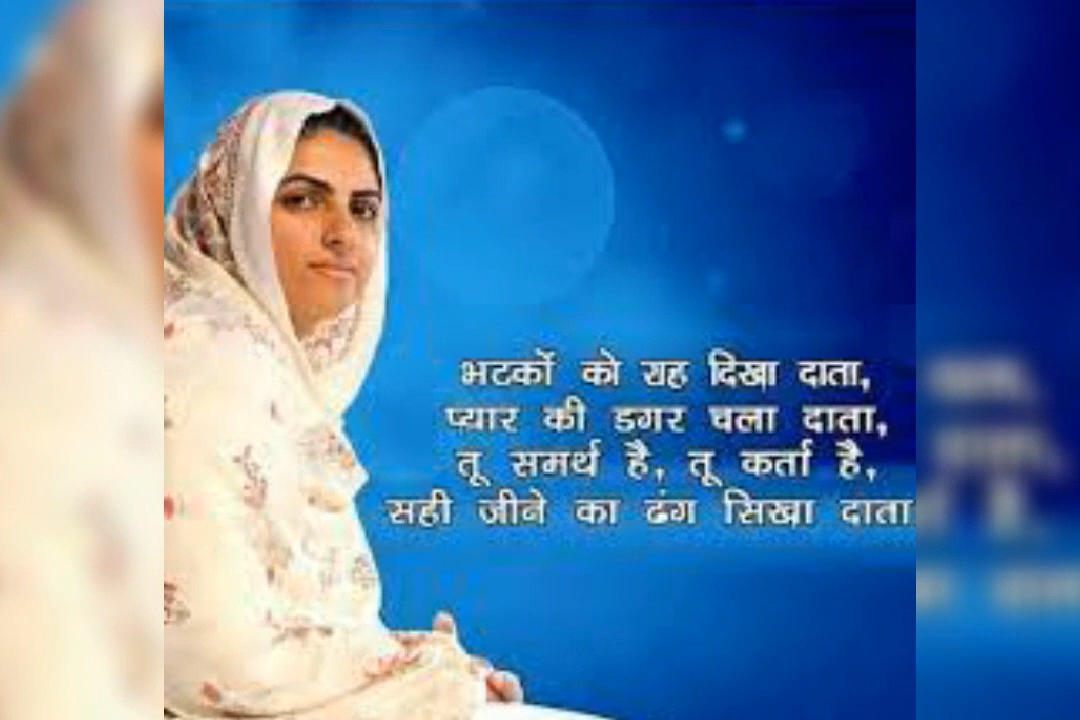 भटकों को राह दिखा दाता,
प्यार की डगर चला दाता,
तू समर्थ है, तू कर्ता है,
सही जीने का ढंग सिखा दाता